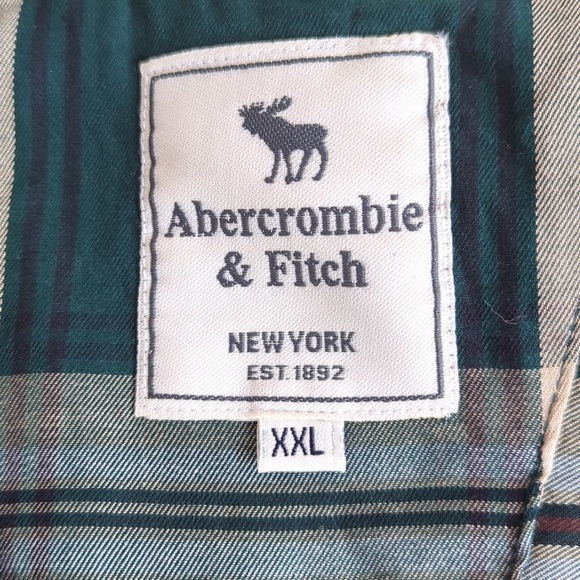 Abercrombie
& Fitch
NEW YORK
EST. 1892
XXL